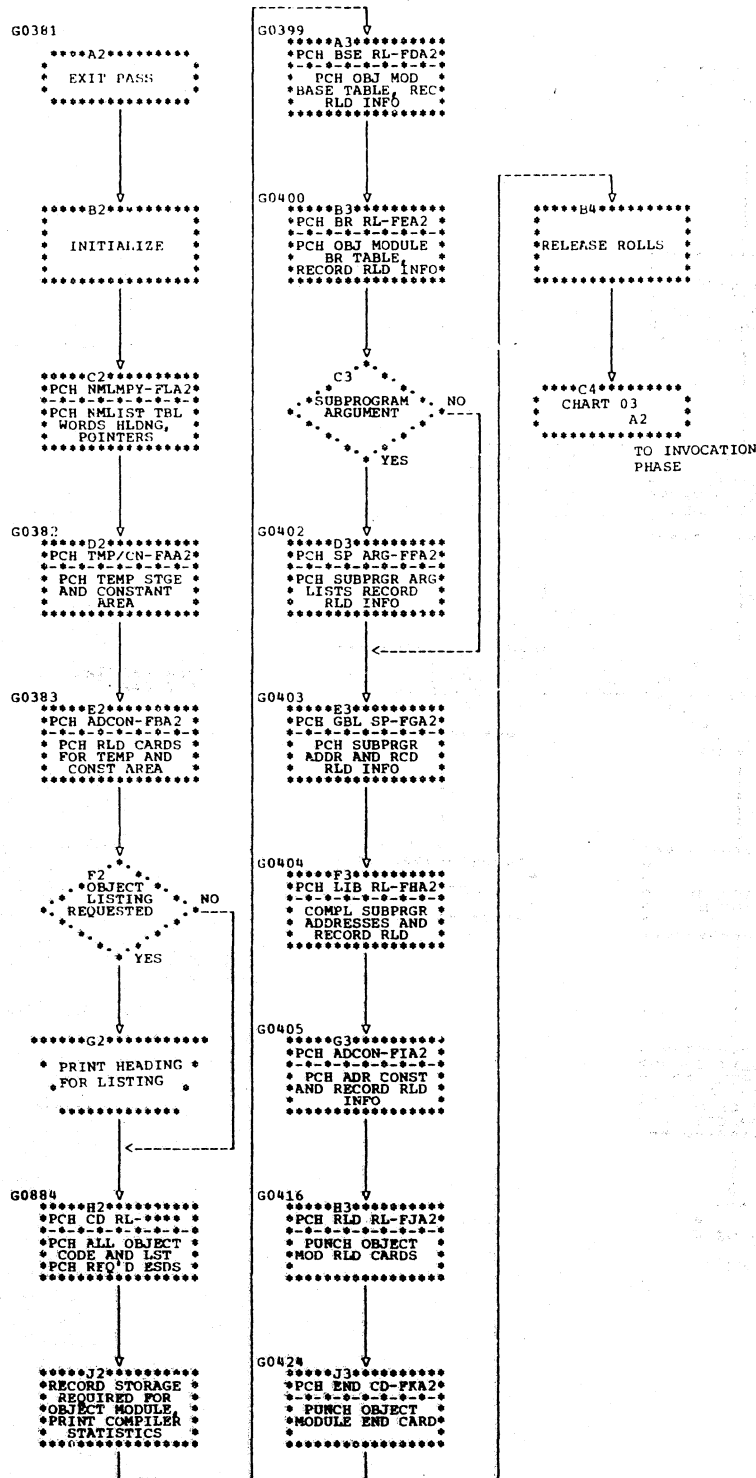 G0381
A2
EXIT PASS
B2
INITIALIZE
C2
PCH NMLMPY-FLA2
PCH NMLIST TBL
WORDS HLDNG,
POINTERS
G0382
D2
PCH TMP/CN-FAA2
PCH TEMP STGE
AND CONSTANT
AREA
G0383
E2
PCH ADCON-FBA2
PCH RLD CARDS
FOR TEMP AND
CONST AREA
F2
OBJECT
LISTING
REQUESTED
NO
YES
G2
PRINT HEADING
FOR LISTING
G0884
H2
PCH CD RL-****
PCH ALL OBJECT
CODE AND LST
PCH REQ'D ESDS
J2
RECORD STORAGE
REQUIRED FOR
OBJECT MODULE,
PRINT COMPILER
STATISTICS
G0399
A3
PCH BSE RL-FDA2
PCH OBJ MOD
BASE TABLE, REC
RLD INFO
G0400
B3
PCH BR RL-FEA2
PCH OBJ MODULE
BR TABLE,
RECORD RLD INFO
C3
SUBPROGRAM
ARGUMENT
NO
YES
G0402
D3
PCH SP ARG-FFA2
PCH SUBPRGR ARG
LISTS RECORD
RLD INFO
G0403
E3
PCH GBL SP-FGA2
PCH SUBPRGR
ADDR AND RCD
RLD INFO
G0404
F3
PCH LIB RL-FHA2
COMPL SUBPRGR
ADDRESSES AND
RECORD RLD
G0405
G3
PCH ADCON-FIA2
PCH ADR CONST
AND RECORD RLD
INFO
G0416
H3
PCH RLD RL-FJA2
PUNCH OBJECT
MOD RLD CARDS
G0424
J3
PCH END CD-FKA2
PUNCH OBJECT
MODULE END CARD
B4
RELEASE ROLLS
C4
CHART 03
A2
TO INVOCATION
PHASE